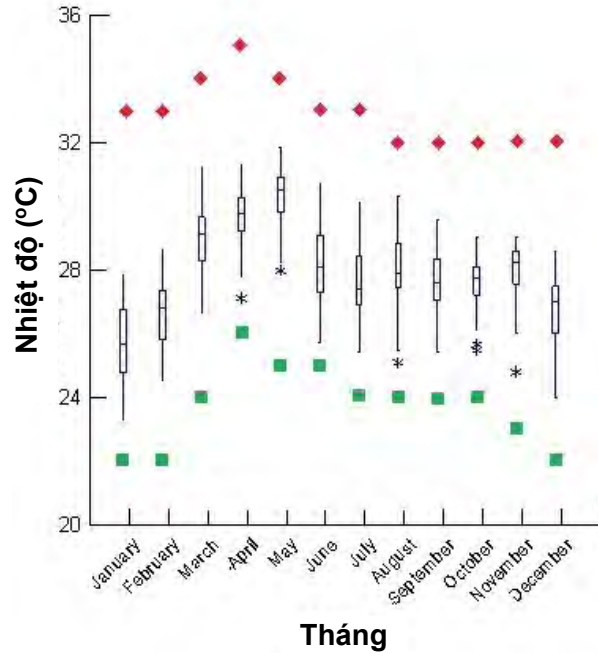 36
32
28
24
20
Nhiệt độ (ºC)
January
February
March
April
May
June
July
August
September
October
November
December
Tháng